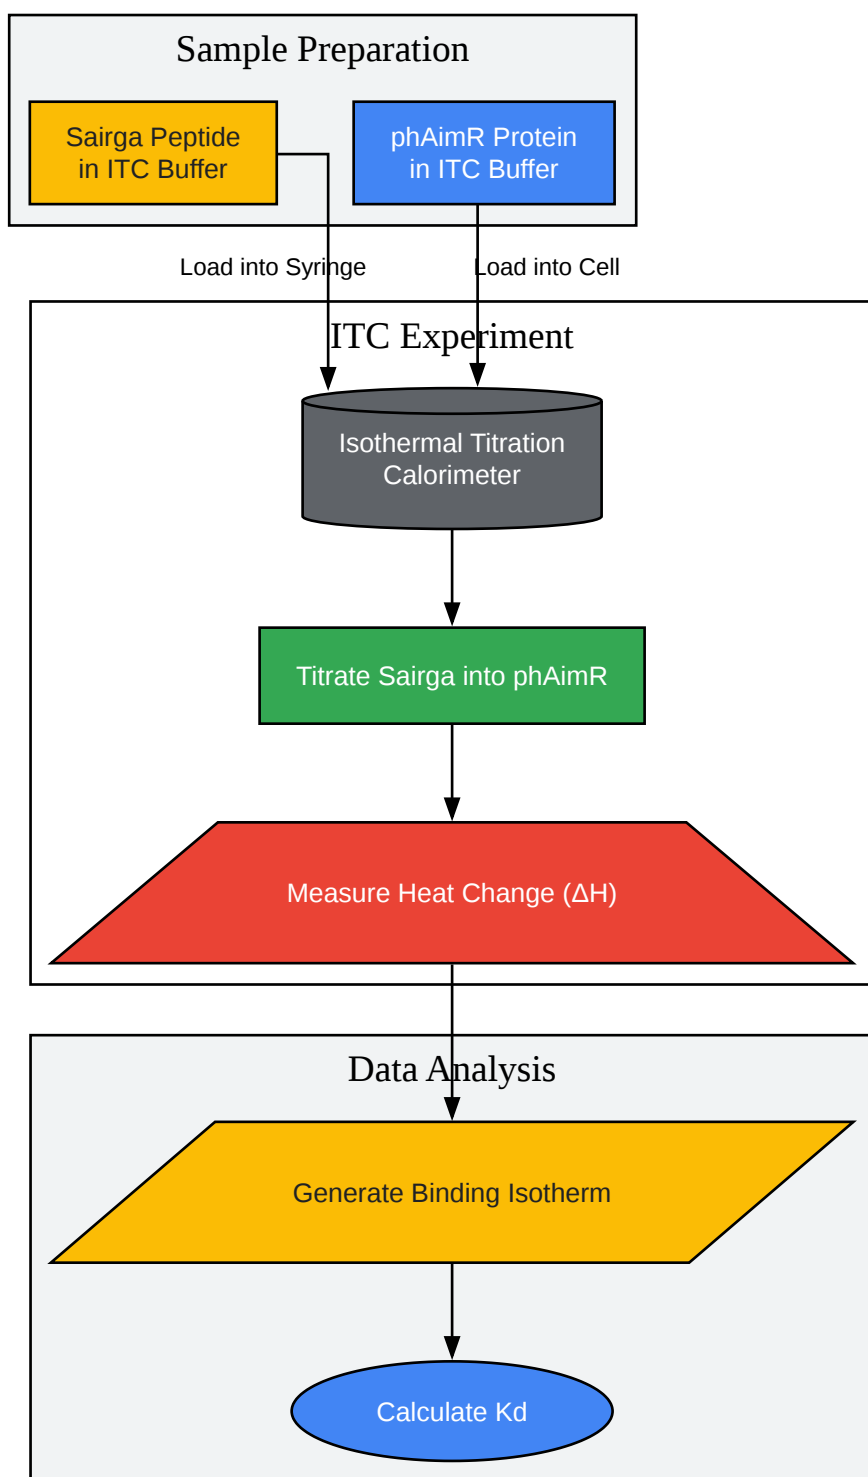 Sample Preparation
Sairga Peptide
in ITC Buffer
phAimR Protein
in ITC Buffer
Load into Syringe
Load into Cell
ITC Experiment
Isothermal Titration
Calorimeter
Titrate Sairga into phAimR
Measure Heat Change (ΔH)
Data Analysis
Generate Binding Isotherm
Calculate Kd